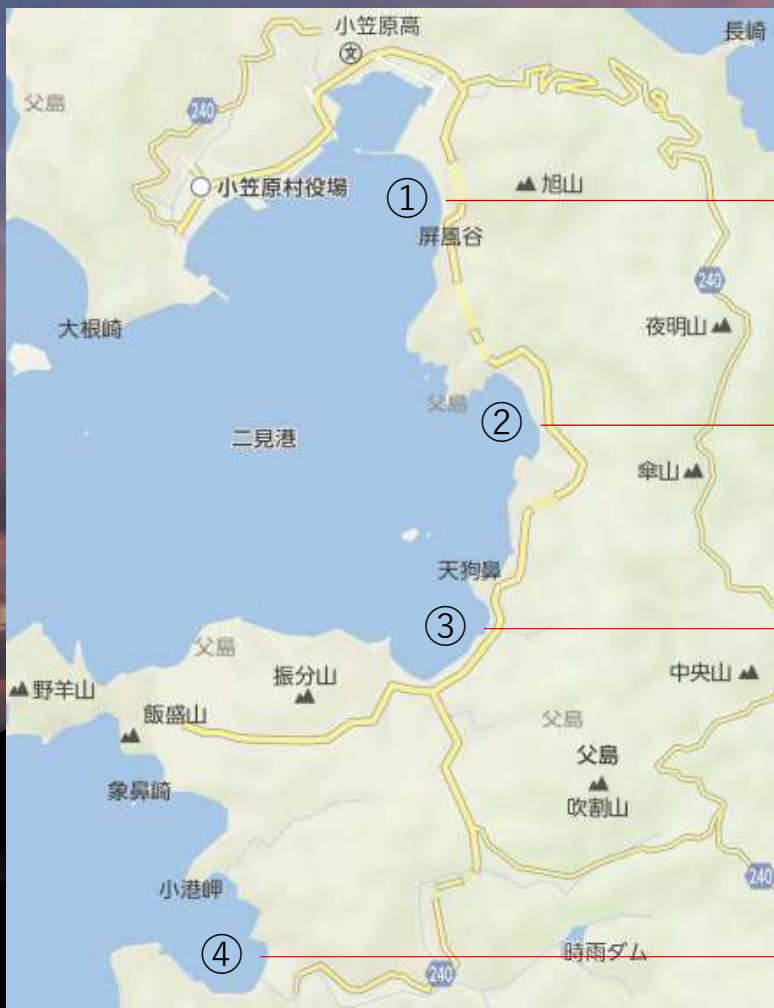 小笠原高
文
長崎
父島
240
小笠原村役場
①
旭山
屏風谷
240
大根崎
夜明山
父島
②
二見港
傘山
天狗鼻
③
父島
振分山
中央山
野羊山
飯盛山
父島
父島
象鼻崎
吹割山
240
小港岬
④
時雨ダム
240